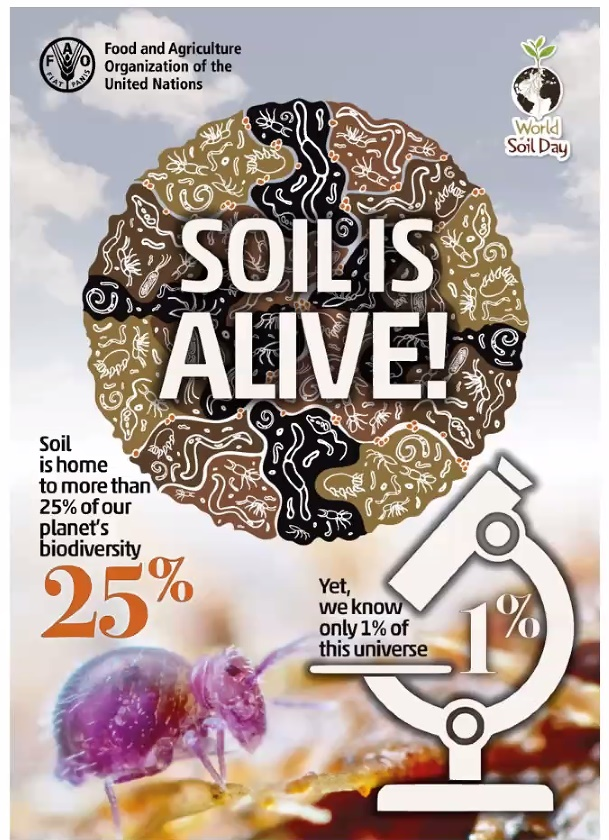 Food and Agriculture
Organization of the
United Nations
F A O
FIAT PANIS
World
Soil Day
SOIL IS
ALIVE!
Soil
is home
to more than
25% of our
planet's
biodiversity
25%
Yet,
we know
only 1% of
this universe
1%